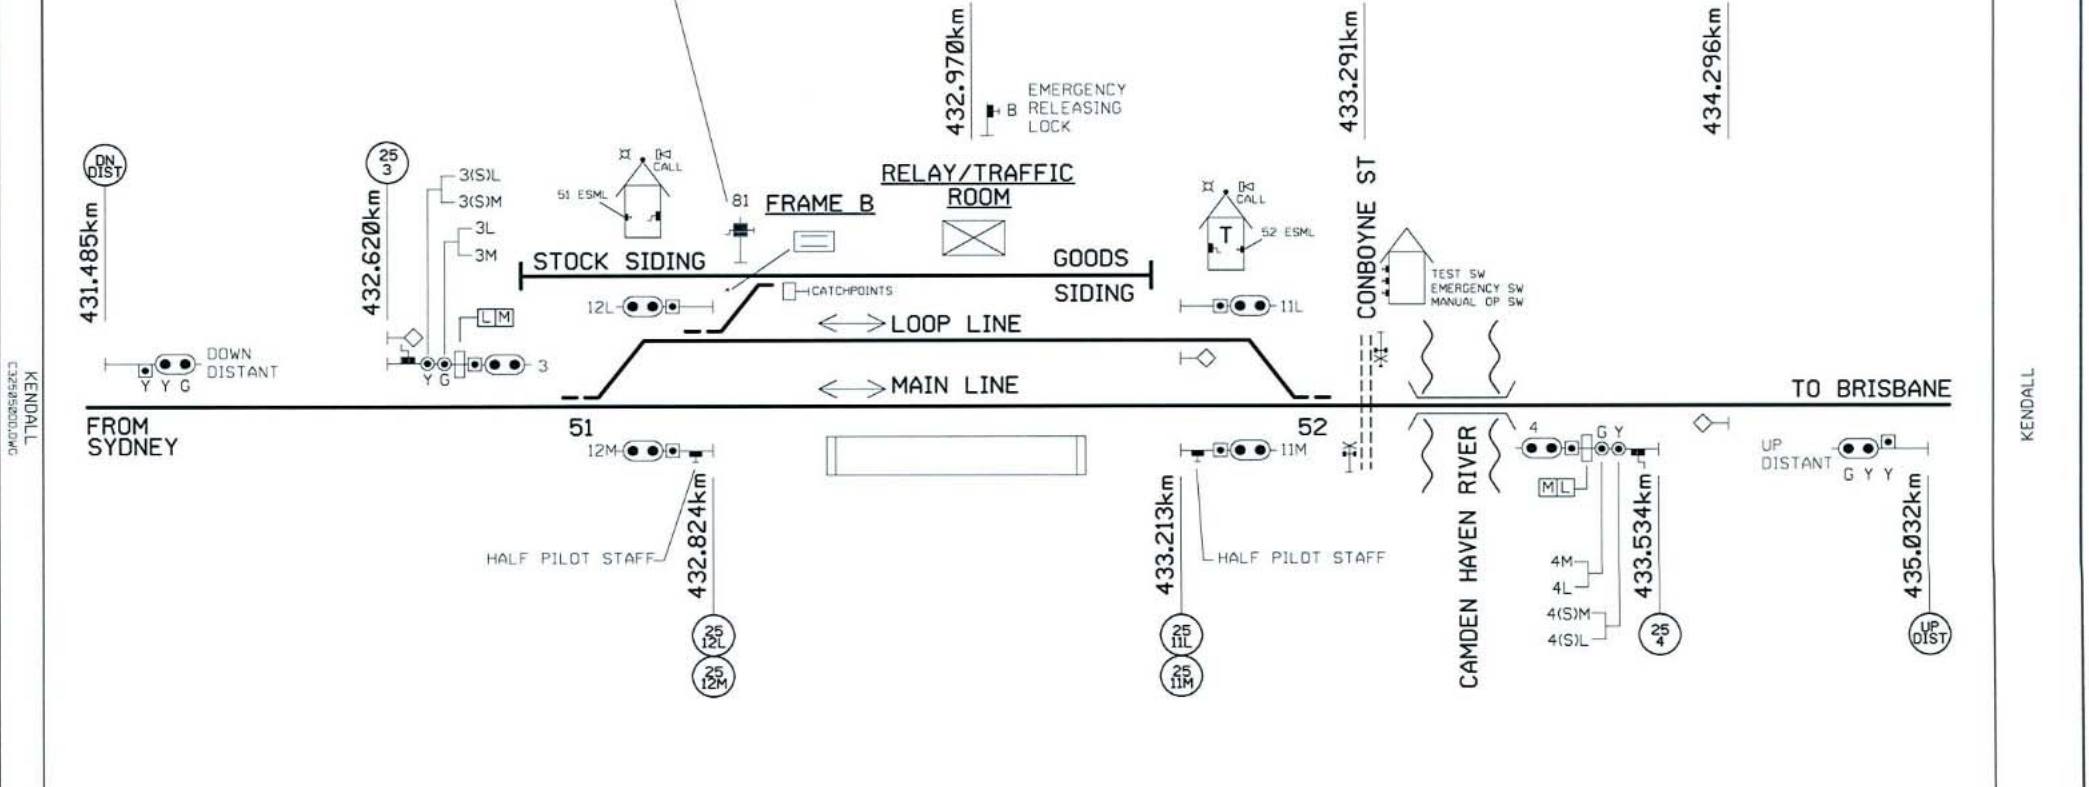 432.970km
433.291km
434.296km
B
EMERGENCY
RELEASING
LOCK
DN
DIST
431.485km
25
3
432.620km
3(S)L
3(S)M
3L
3M
CALL
51 ESML
81
FRAME B
RELAY/TRAFFIC
ROOM
CALL
T
52 ESML
CONBOYNE ST
TEST SW
EMERGENCY SW
MANUAL OP SW
STOCK SIDING
GOODS
SIDING
CATCHPOINTS
12L
11L
L M
LOOP LINE
DOWN
DISTANT
Y Y G
Y G
3
MAIN LINE
TO BRISBANE
FROM
SYDNEY
51
52
12M
11M
4
G Y
UP
DISTANT
G Y Y
M L
HALF PILOT STAFF
432.824km
433.213km
HALF PILOT STAFF
CAMDEN HAVEN RIVER
4M
4L
4(S)M
4(S)L
433.534km
435.032km
25
12L
25
12M
25
11L
25
11M
25
4
UP
DIST
KENDALL
KENDALL